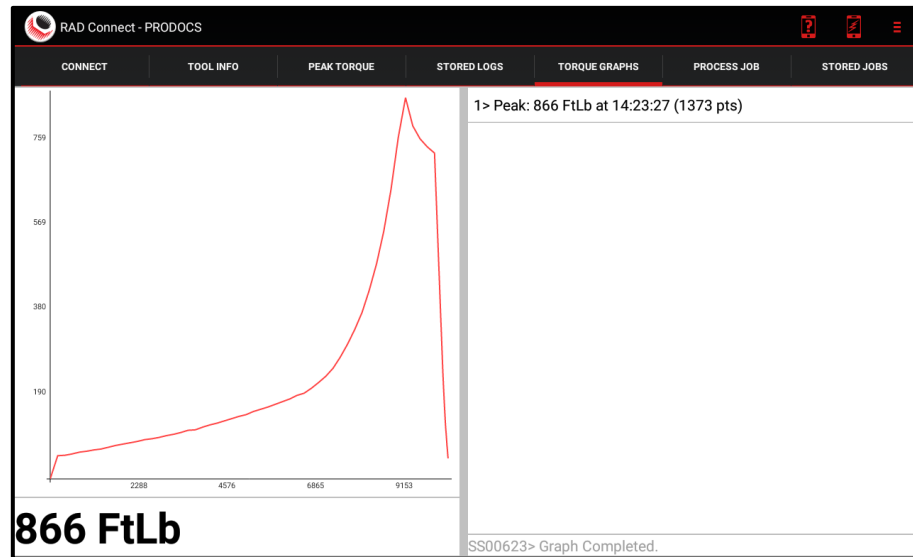 RAD Connect - PRODOCS
CONNECT TOOL INFO PEAK TORQUE STORED LOGS TORQUE GRAPHS PROCESS JOB STORED JOBS
1> Peak: 866 FtLb at 14:23:27 (1373 pts)
759
569
380
190
2288 4576 6865 9153
866 FtLb
SS00623> Graph Completed.